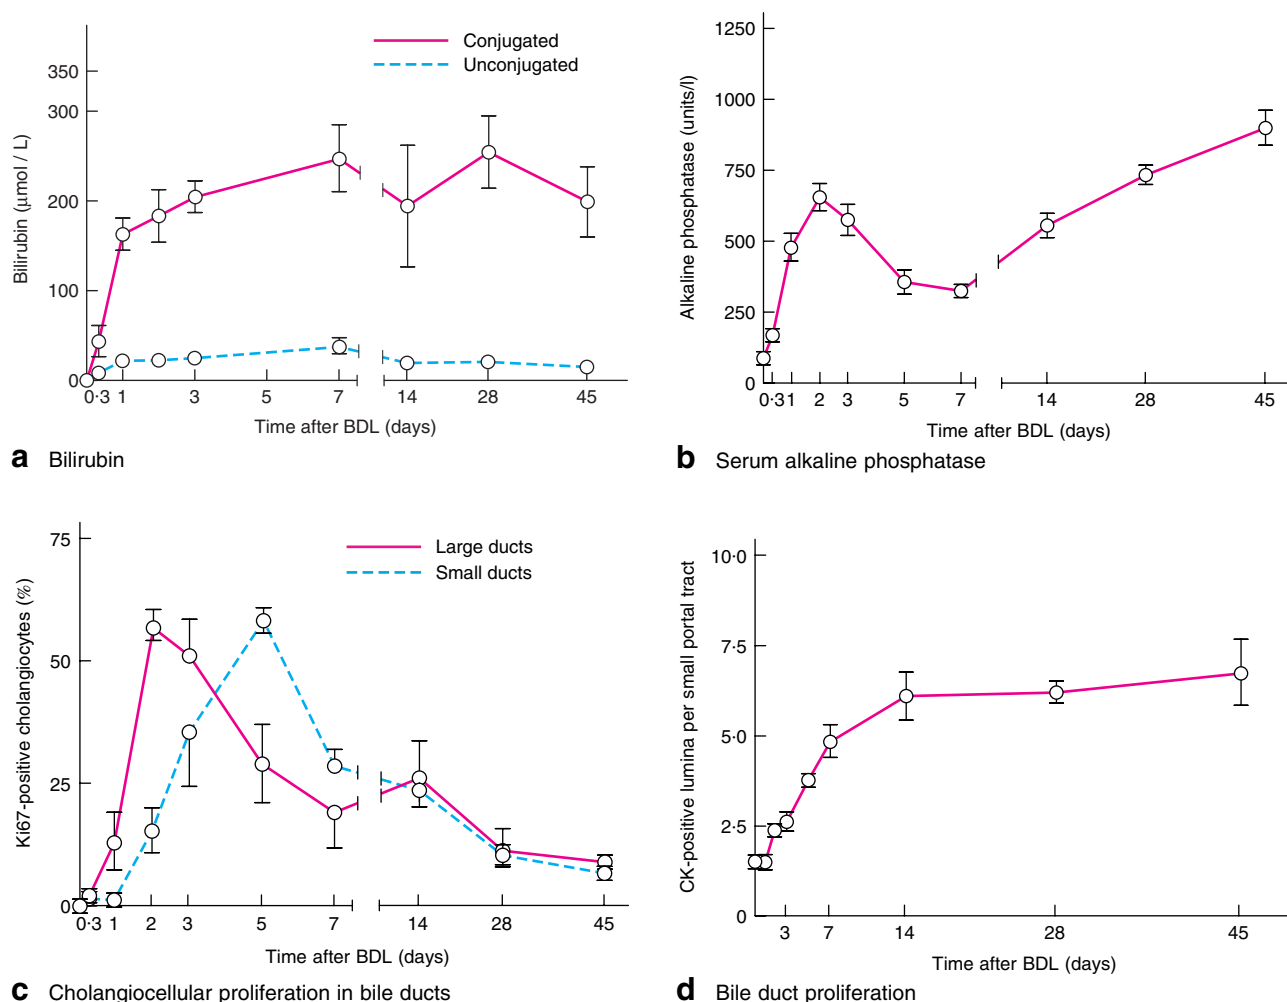 Conjugated
Unconjugated
Bilirubin (μmol / L)
350
300
200
100
0
0·3 1 3 5 7 14 28 45
Time after BDL (days)
a Bilirubin
Alkaline phosphatase (units/l)
1250
1000
750
500
250
0
0·3 1 2 3 5 7 14 28 45
Time after BDL (days)
b Serum alkaline phosphatase
Large ducts
Small ducts
Ki67-positive cholangiocytes (%)
75
50
25
0
0·3 1 2 3 5 7 14 28 45
Time after BDL (days)
c Cholangiocellular proliferation in bile ducts
CK-positive lumina per small portal tract
10·0
7·5
5·0
2·5
0
3 7 14 28 45
Time after BDL (days)
d Bile duct proliferation